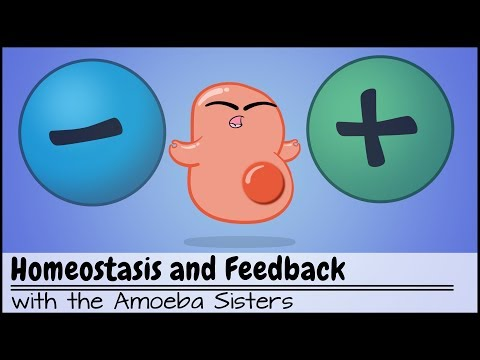 − +
Homeostasis and Feedback
with the Amoeba Sisters